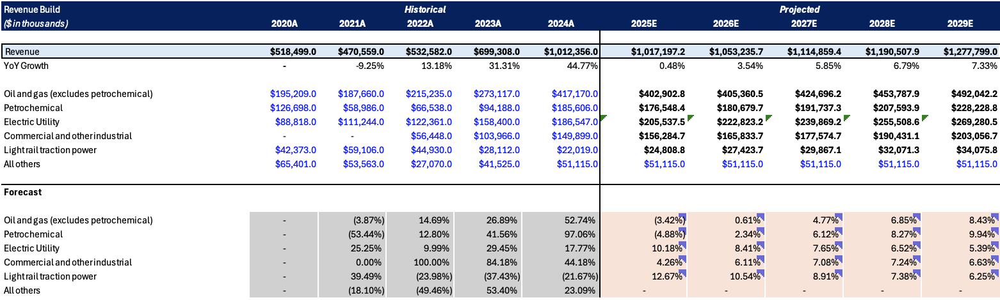 Revenue Build Historical Projected
($ in thousands) 2020A 2021A 2022A 2023A 2024A 2025E 2026E 2027E 2028E 2029E
Revenue $518,499.0 $470,559.0 $532,582.0 $699,308.0 $1,012,356.0 $1,017,197.2 $1,053,235.7 $1,114,859.4 $1,190,507.9 $1,277,799.0
YoY Growth - -9.25% 13.18% 31.31% 44.77% 0.48% 3.54% 5.85% 6.79% 7.33%
Oil and gas (excludes petrochemical) $195,209.0 $187,660.0 $215,235.0 $273,117.0 $417,170.0 $402,902.8 $405,360.5 $424,696.2 $453,787.9 $492,042.2
Petrochemical $126,698.0 $58,986.0 $66,538.0 $94,188.0 $185,606.0 $176,548.4 $180,679.7 $191,737.3 $207,593.9 $228,228.8
Electric Utility $88,818.0 $111,244.0 $122,361.0 $158,400.0 $186,547.0 $205,537.5 $222,823.2 $239,869.2 $255,508.6 $269,280.5
Commercial and other industrial - - $56,448.0 $103,966.0 $149,899.0 $156,284.7 $165,833.7 $177,574.7 $190,431.1 $203,056.7
Light rail traction power $42,373.0 $59,106.0 $44,930.0 $28,112.0 $22,019.0 $24,808.8 $27,423.7 $29,867.1 $32,071.3 $34,075.8
All others $65,401.0 $53,563.0 $27,070.0 $41,525.0 $51,115.0 $51,115.0 $51,115.0 $51,115.0 $51,115.0 $51,115.0
Forecast
Oil and gas (excludes petrochemical) - (3.87%) 14.69% 26.89% 52.74% (3.42%) 0.61% 4.77% 6.85% 8.43%
Petrochemical - (53.44%) 12.80% 41.56% 97.06% (4.88%) 2.34% 6.12% 8.27% 9.94%
Electric Utility - 25.25% 9.99% 29.45% 17.77% 10.18% 8.41% 7.65% 6.52% 5.39%
Commercial and other industrial - 0.00% 100.00% 84.18% 44.18% 4.26% 6.11% 7.08% 7.24% 6.63%
Light rail traction power - 39.49% (23.98%) (37.43%) (21.67%) 12.67% 10.54% 8.91% 7.38% 6.25%
All others - (18.10%) (49.46%) 53.40% 23.09% - - - - -